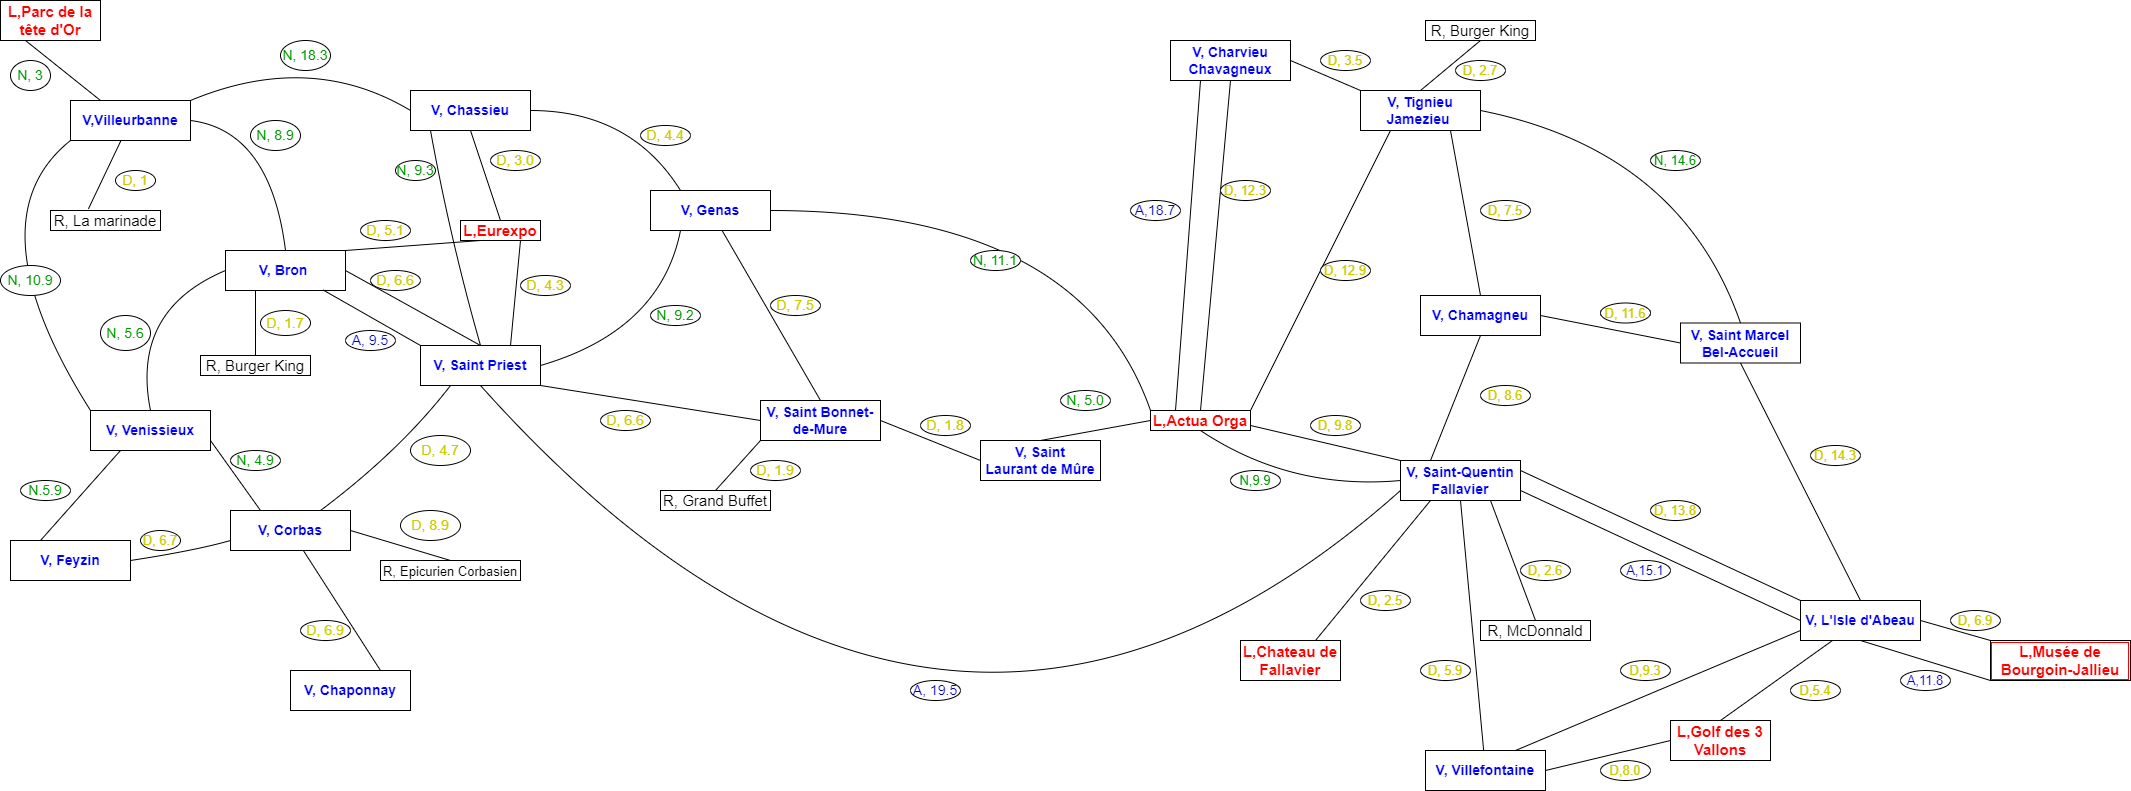 L,Parc de la
tête d'Or
R, Burger King
N, 18.3
V, Charvieu
Chavagneux
D, 3.5
D, 2.7
N, 3
V,Villeurbanne
V, Chassieu
V, Tignieu
Jamezieu
N, 8.9
D, 4.4
D, 3.0
N, 14.6
N, 9.3
D, 1
D, 12.3
R, La marinade
V, Genas
A,18.7
D, 7.5
D, 5.1
L,Eurexpo
N, 11.1
V, Bron
D, 12.9
N, 10.9
D, 6.6
D, 4.3
D, 7.5
N, 9.2
V, Chamagneu
D, 11.6
D, 1.7
N, 5.6
A, 9.5
V, Saint Marcel
Bel-Accueil
R, Burger King
V, Saint Priest
D, 8.6
N, 5.0
V, Saint Bonnet-
de-Mure
D, 6.6
D, 1.8
L,Actua Orga
D, 9.8
V, Venissieux
D, 4.7
N, 4.9
V, Saint
Laurant de Mûre
D, 14.3
D, 1.9
N,9.9
V, Saint-Quentin
Fallavier
N.5.9
R, Grand Buffet
D, 13.8
V, Corbas
D, 8.9
D, 6.7
V, Feyzin
R, Epicurien Corbasien
D, 2.6
A,15.1
D, 2.5
D, 6.9
R, McDonnald
V, L'Isle d'Abeau
D, 6.9
L,Chateau de
Fallavier
L,Musée de
Bourgoin-Jallieu
D, 5.9
D,9.3
A,11.8
V, Chaponnay
A, 19.5
D,5.4
L,Golf des 3
Vallons
V, Villefontaine
D,8.0